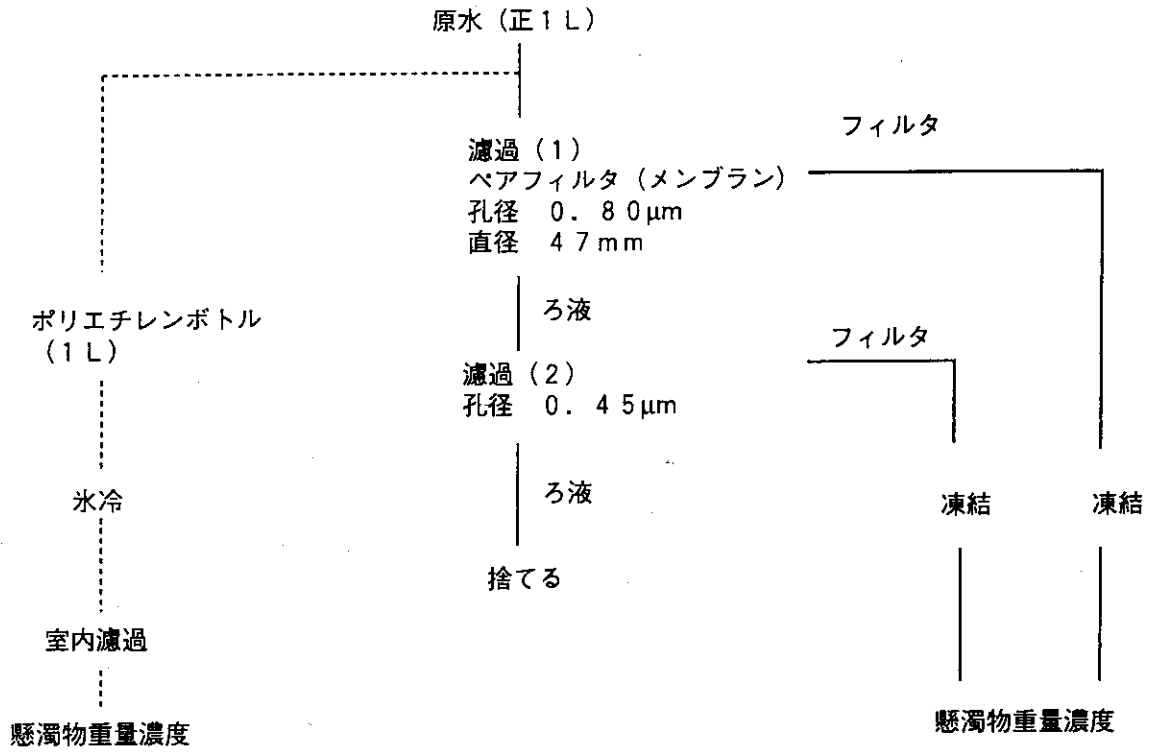 原水（正１Ｌ）
フィルタ
濾過（１）
ペアフィルタ（メンブラン）
孔径　０．８０μm
直径　４７mm
ろ液
ポリエチレンボトル
（１Ｌ）
フィルタ
濾過（２）
孔径　０．４５μm
氷冷
ろ液
凍結
凍結
捨てる
室内濾過
懸濁物重量濃度
懸濁物重量濃度